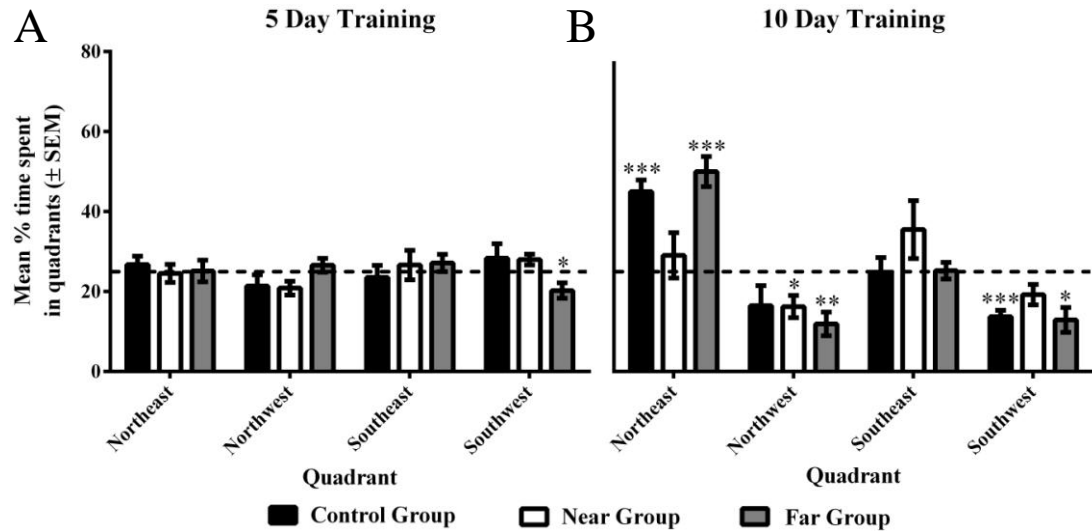 A
5 Day Training
B
10 Day Training
Mean % time spent
in quadrants (± SEM)
80
60
40
20
0
*
***
***
*
**
***
*
Northeast
Northwest
Southeast
Southwest
Northeast
Northwest
Southeast
Southwest
Quadrant
Quadrant
Control Group
Near Group
Far Group